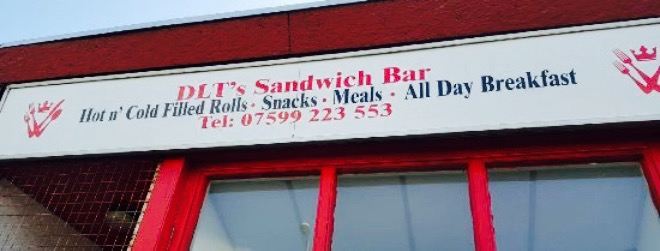 DLT's Sandwich Bar
Hot n' Cold Filled Rolls · Snacks · Meals · All Day Breakfast
Tel: 07599 223 553